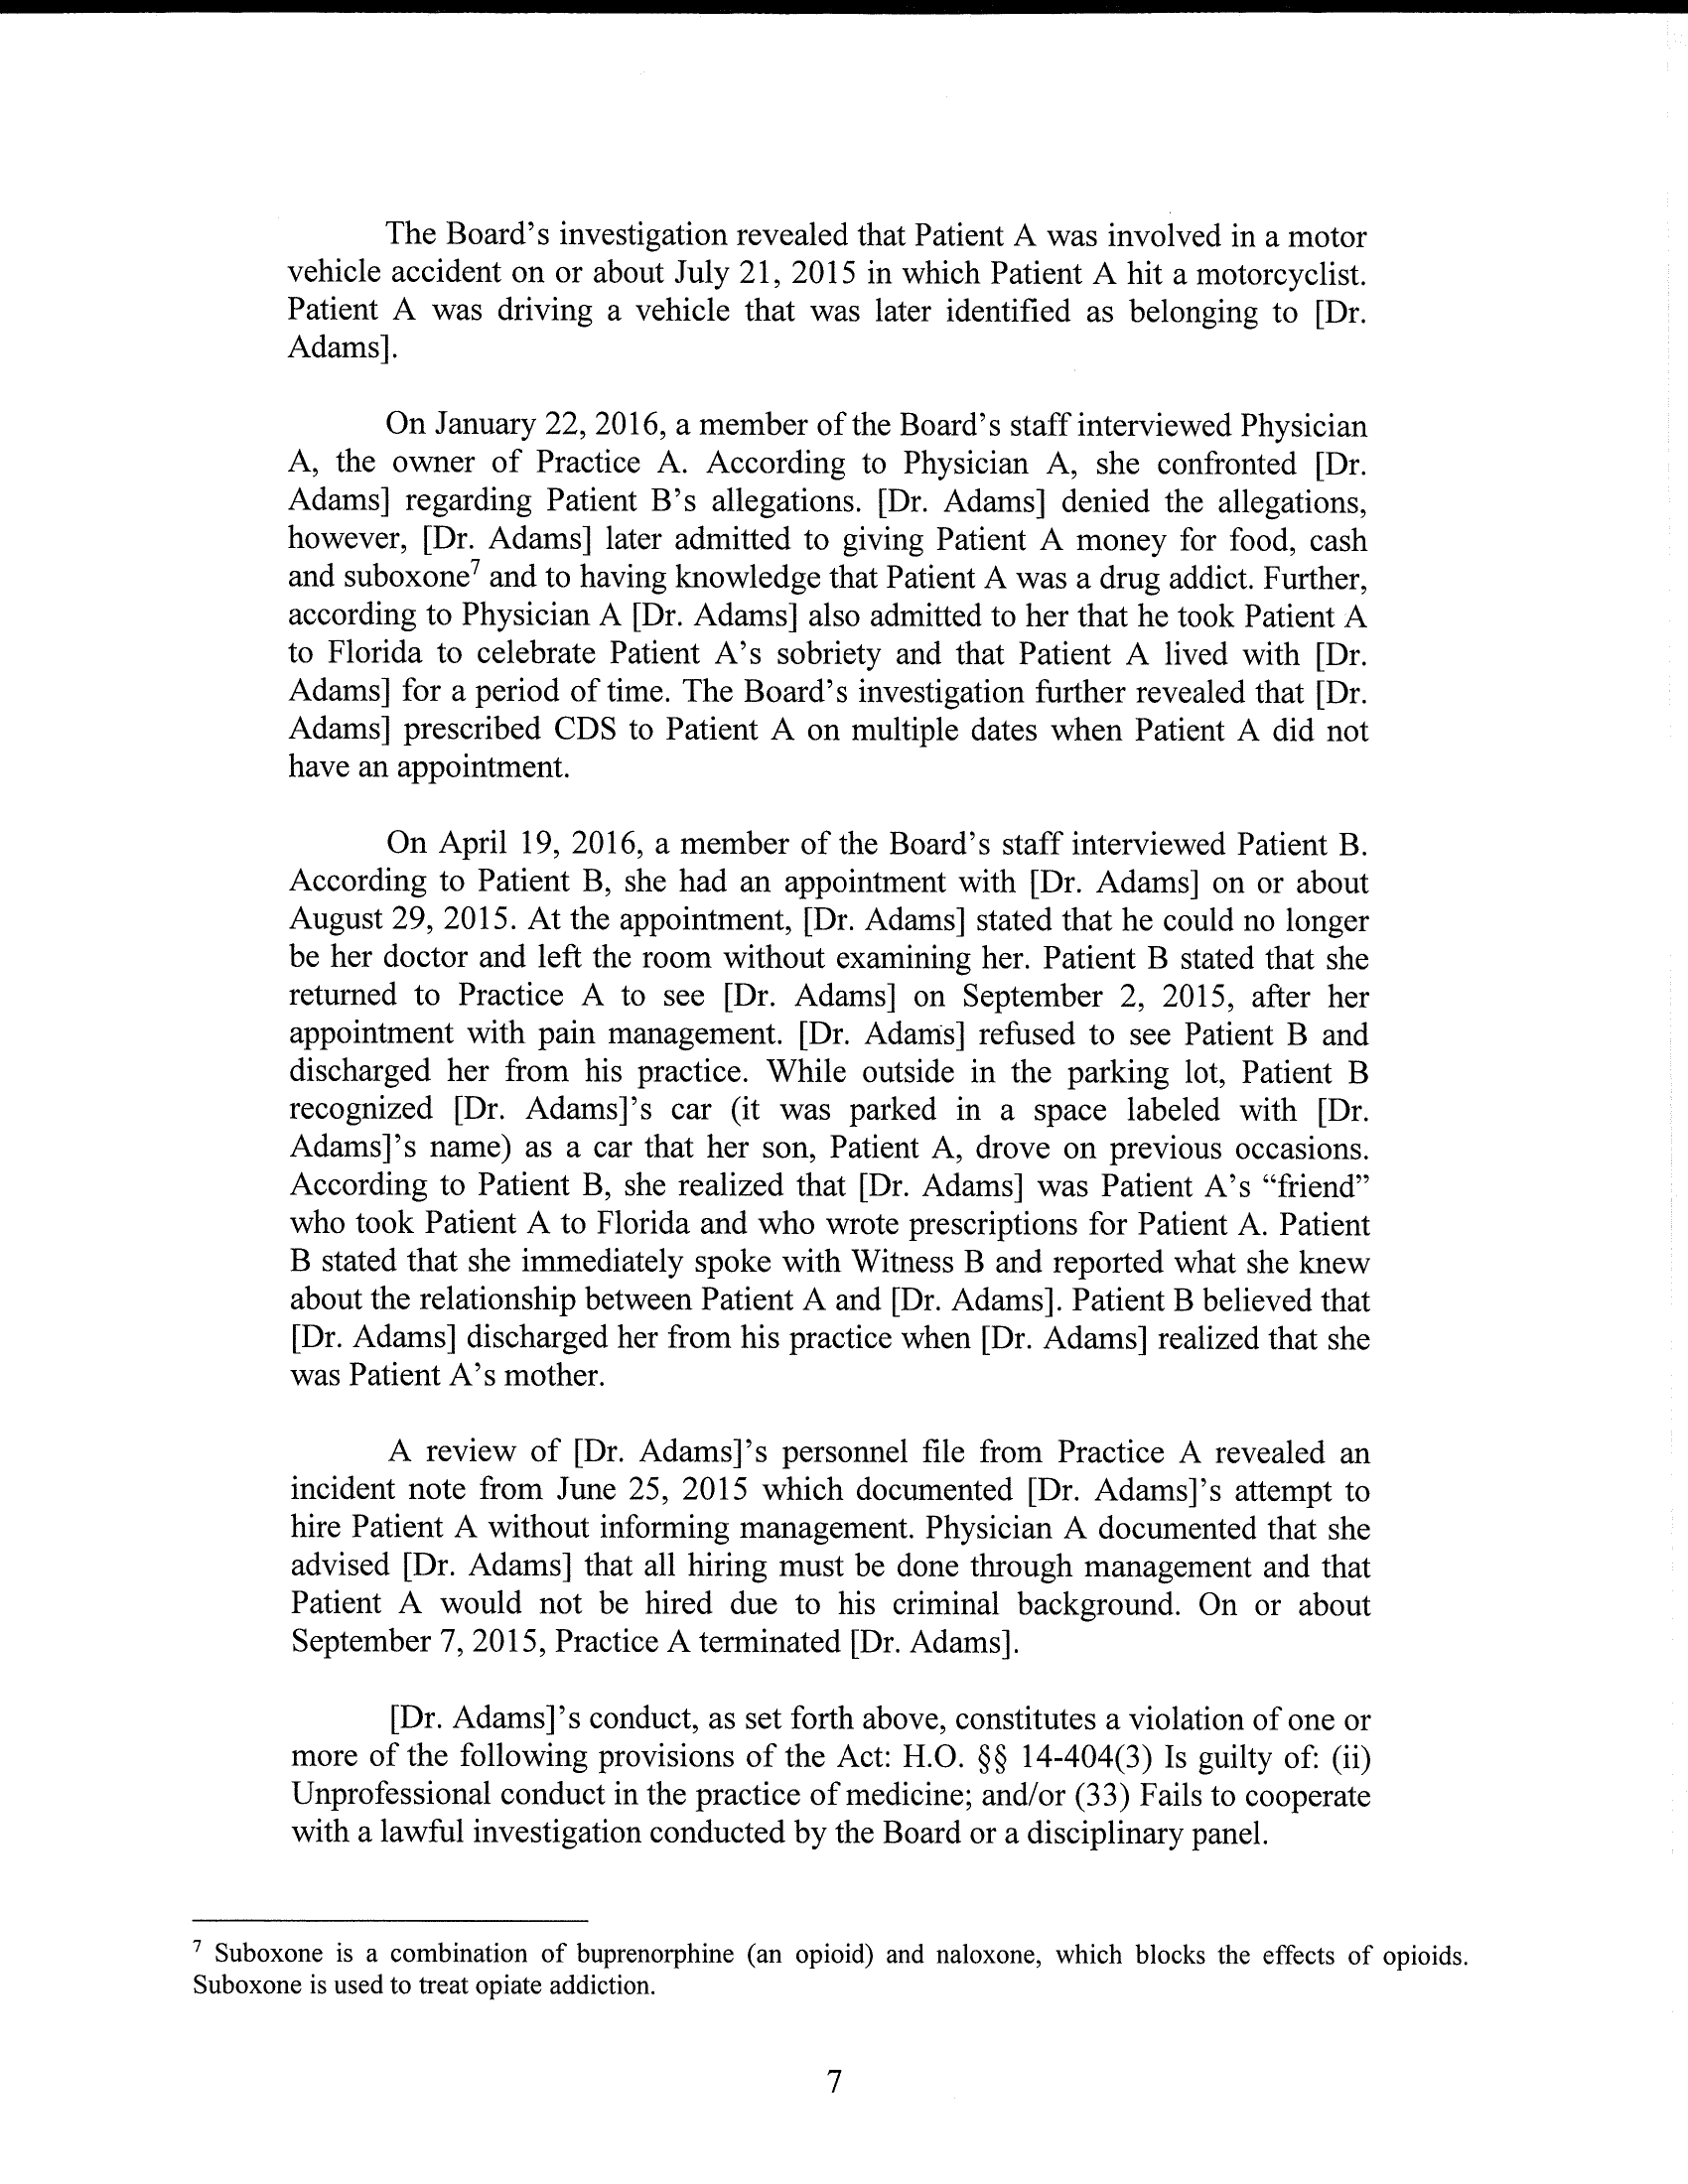 The Board's investigation revealed that Patient A was involved in a motor
vehicle accident on or about July 21, 2015 in which Patient A hit a motorcyclist.
Patient A was driving a vehicle that was later identified as belonging to [Dr.
Adams].
On January 22, 2016, a member of the Board's staff interviewed Physician
A, the owner of Practice A. According to Physician A, she confronted [Dr.
Adams] regarding Patient B's allegations. [Dr. Adams] denied the allegations,
however, [Dr. Adams] later admitted to giving Patient A money for food, cash
and suboxone⁷ and to having knowledge that Patient A was a drug addict. Further,
according to Physician A [Dr. Adams] also admitted to her that he took Patient A
to Florida to celebrate Patient A's sobriety and that Patient A lived with [Dr.
Adams] for a period of time. The Board's investigation further revealed that [Dr.
Adams] prescribed CDS to Patient A on multiple dates when Patient A did not
have an appointment.
On April 19, 2016, a member of the Board's staff interviewed Patient B.
According to Patient B, she had an appointment with [Dr. Adams] on or about
August 29, 2015. At the appointment, [Dr. Adams] stated that he could no longer
be her doctor and left the room without examining her. Patient B stated that she
returned to Practice A to see [Dr. Adams] on September 2, 2015, after her
appointment with pain management. [Dr. Adams] refused to see Patient B and
discharged her from his practice. While outside in the parking lot, Patient B
recognized [Dr. Adams]'s car (it was parked in a space labeled with [Dr.
Adams]'s name) as a car that her son, Patient A, drove on previous occasions.
According to Patient B, she realized that [Dr. Adams] was Patient A's “friend”
who took Patient A to Florida and who wrote prescriptions for Patient A. Patient
B stated that she immediately spoke with Witness B and reported what she knew
about the relationship between Patient A and [Dr. Adams]. Patient B believed that
[Dr. Adams] discharged her from his practice when [Dr. Adams] realized that she
was Patient A's mother.
A review of [Dr. Adams]'s personnel file from Practice A revealed an
incident note from June 25, 2015 which documented [Dr. Adams]'s attempt to
hire Patient A without informing management. Physician A documented that she
advised [Dr. Adams] that all hiring must be done through management and that
Patient A would not be hired due to his criminal background. On or about
September 7, 2015, Practice A terminated [Dr. Adams].
[Dr. Adams]'s conduct, as set forth above, constitutes a violation of one or
more of the following provisions of the Act: H.O. §§ 14-404(3) Is guilty of: (ii)
Unprofessional conduct in the practice of medicine; and/or (33) Fails to cooperate
with a lawful investigation conducted by the Board or a disciplinary panel.
⁷ Suboxone is a combination of buprenorphine (an opioid) and naloxone, which blocks the effects of opioids.
Suboxone is used to treat opiate addiction.
7